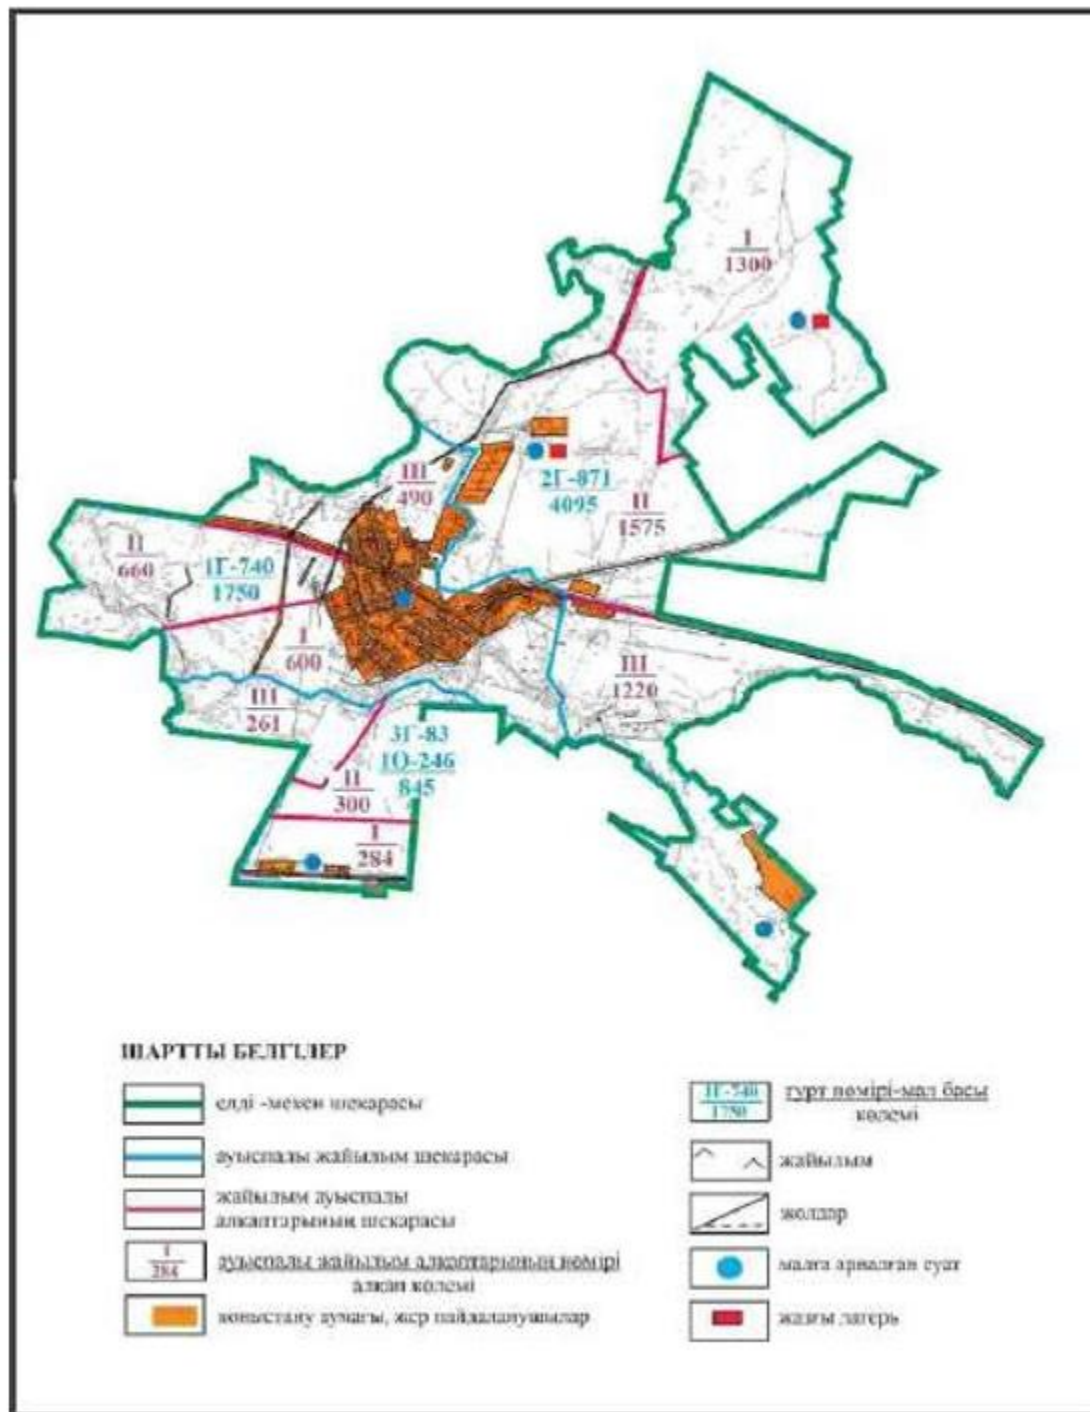 I
1300
III
490
2Г-871
4095
II
1575
II
660
1Г-740
1750
I
600
III
1220
III
261
3Г-83
1О-246
845
II
300
I
284
ШАРТТЫ БЕЛГІЛЕР
елді -мекен шекарасы
ауыспалы жайылым шекарасы
жайылым ауыспалы
алқаптарының шекарасы
I
284
ауыспалы жайылым алқаптарының нөмірі
алқап көлемі
қоныстану аумағы, жер пайдаланушылар
1Г-740
1750
гурт нөмірі-мал басы
көлемі
жайылым
жолдар
малға арналған суат
жазғы лагерь